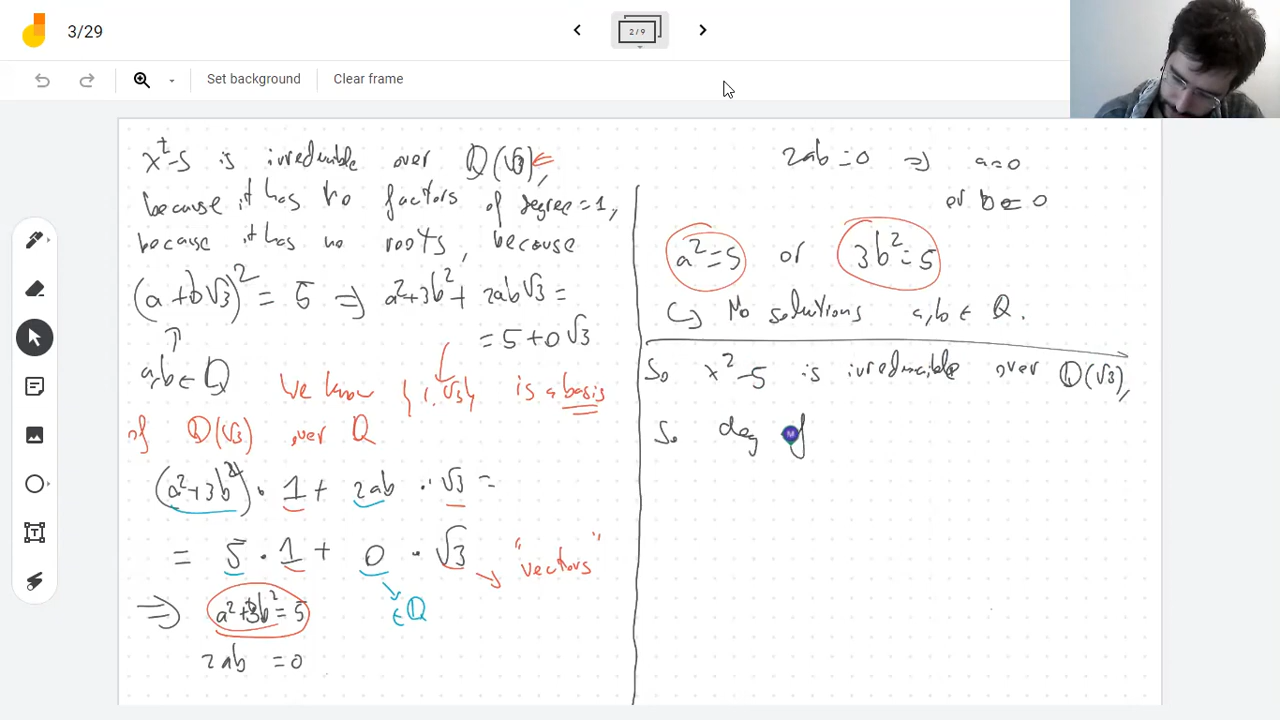 3/29
2/9
Set background
Clear frame
x²-5 is irreducible over ℚ(√3),
because it has no factors of degree=1,
because it has no roots, because
(a+b√3)² = 5 ⇒ a²+3b²+2ab√3 =
= 5+0√3
a,b ∈ ℚ
We know {1,√3} is a basis
of ℚ(√3) over ℚ
(a²+3b²)·1+2ab·√3 =
= 5·1+0·√3
"vectors"
∈ℚ
⇒ a²+3b²=5
2ab =0
2ab=0 ⇒ a=0
or b=0
a²=5 or 3b²=5
↪ No solutions a,b ∈ ℚ.
So x²-5 is irreducible over ℚ(√3),
So deg of
M